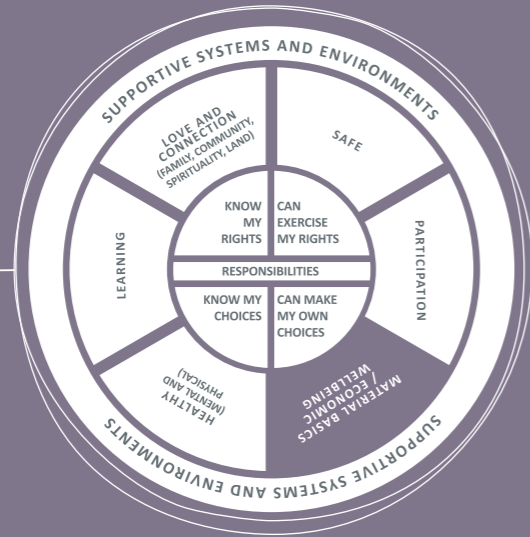 SUPPORTIVE SYSTEMS AND ENVIRONMENTS
LOVE AND
CONNECTION
(FAMILY, COMMUNITY,
SPIRITUALITY, LAND)
SAFE
LEARNING
KNOW
MY
RIGHTS
CAN
EXERCISE
MY RIGHTS
PARTICIPATION
RESPONSIBILITIES
KNOW MY
CHOICES
CAN MAKE
MY OWN
CHOICES
HEALTHY
(MENTAL AND
PHYSICAL)
MATERIAL BASICS
/ ECONOMIC
WELLBEING
SUPPORTIVE SYSTEMS AND ENVIRONMENTS